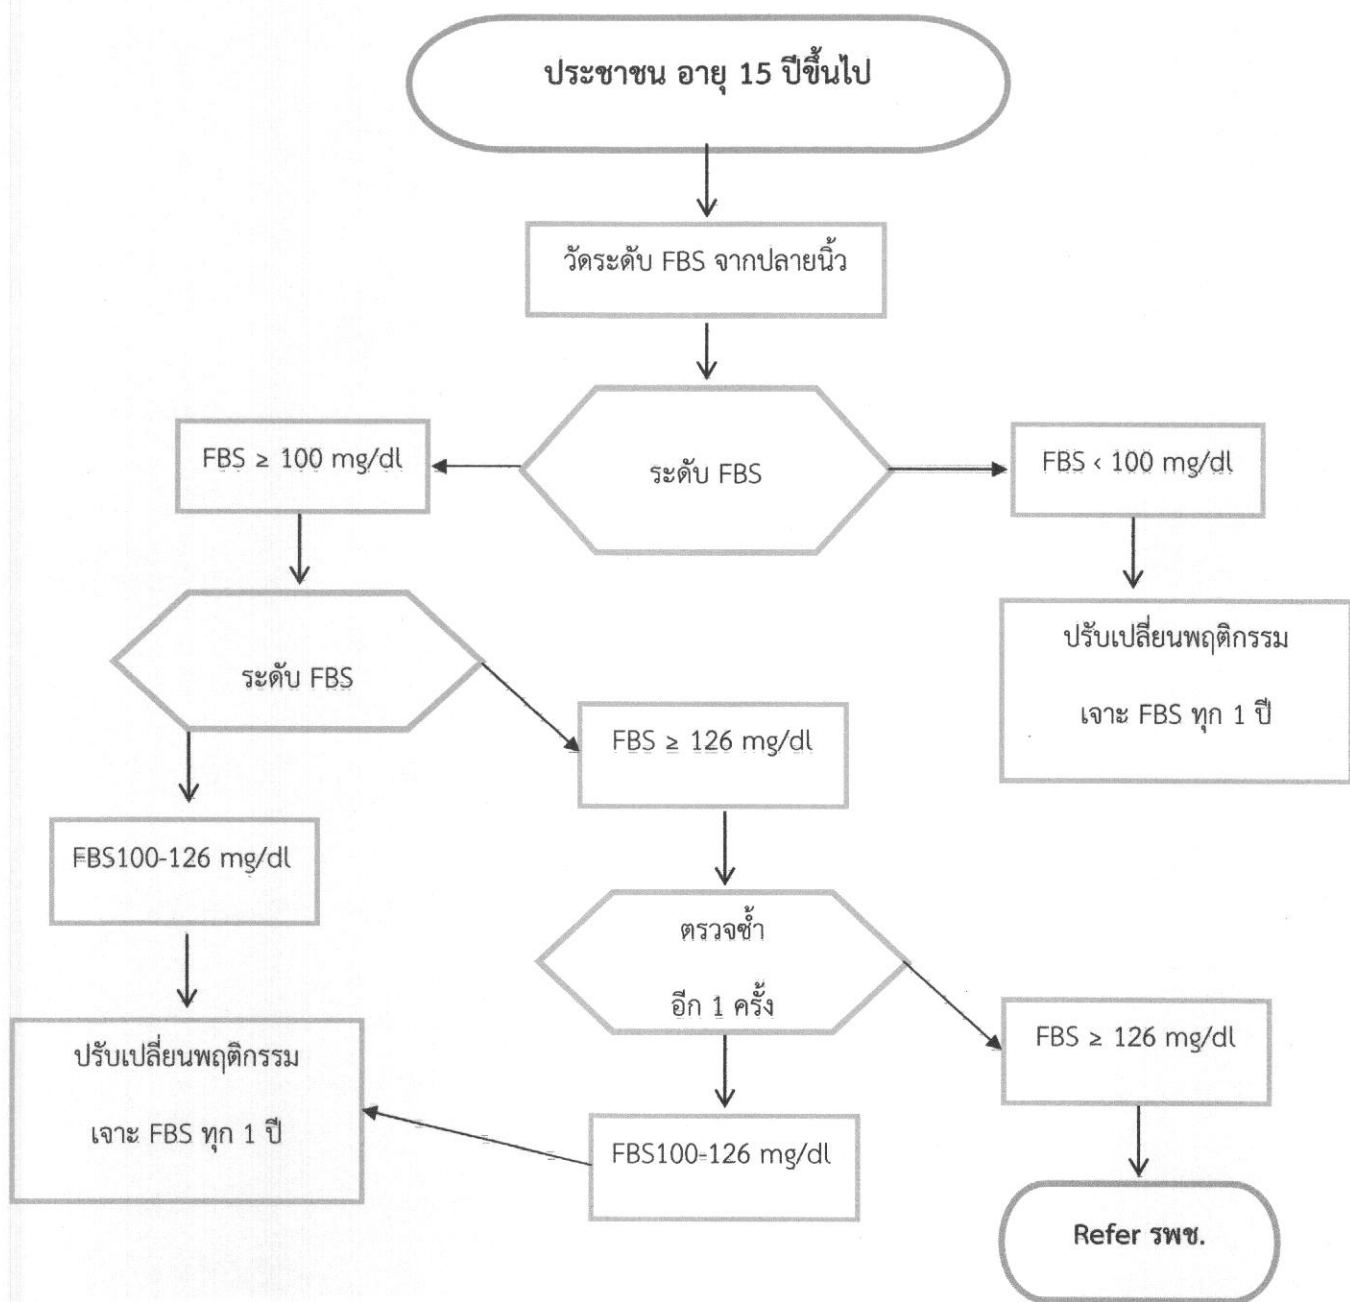 ประชาชน อายุ 15 ปีขึ้นไป
วัดระดับ FBS จากปลายนิ้ว
ระดับ FBS
FBS ≥ 100 mg/dl
FBS < 100 mg/dl
ปรับเปลี่ยนพฤติกรรม
เจาะ FBS ทุก 1 ปี
ระดับ FBS
FBS ≥ 126 mg/dl
FBS100-126 mg/dl
ตรวจซ้ำ
อีก 1 ครั้ง
FBS ≥ 126 mg/dl
ปรับเปลี่ยนพฤติกรรม
เจาะ FBS ทุก 1 ปี
FBS100-126 mg/dl
Refer รพช.